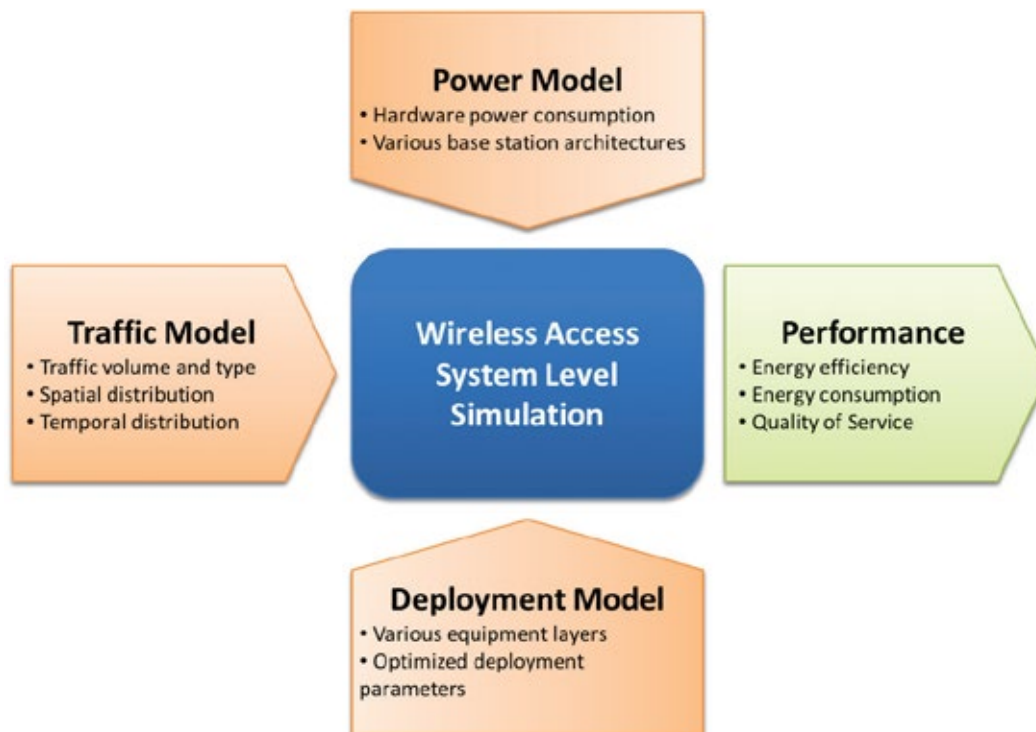 Power Model
• Hardware power consumption
• Various base station architectures
Traffic Model
• Traffic volume and type
• Spatial distribution
• Temporal distribution
Wireless Access
System Level
Simulation
Performance
• Energy efficiency
• Energy consumption
• Quality of Service
Deployment Model
• Various equipment layers
• Optimized deployment
parameters